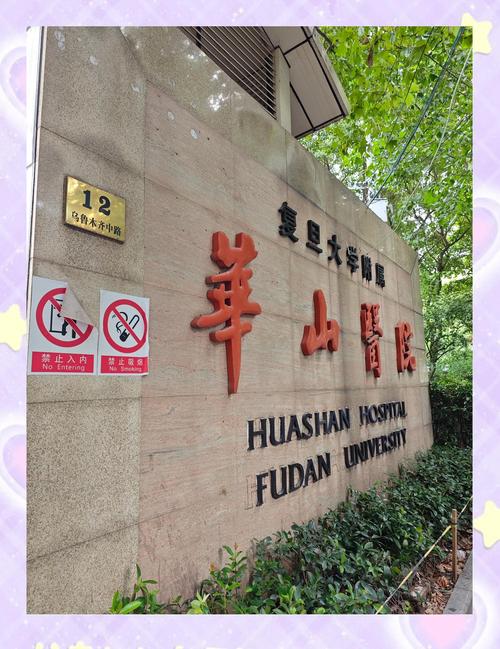 12
乌鲁木齐中路
复旦大学附属
華山醫院
HUASHAN HOSPITAL
FUDAN UNIVERSITY
禁止入内
No Entering
禁止吸烟
No Smoking